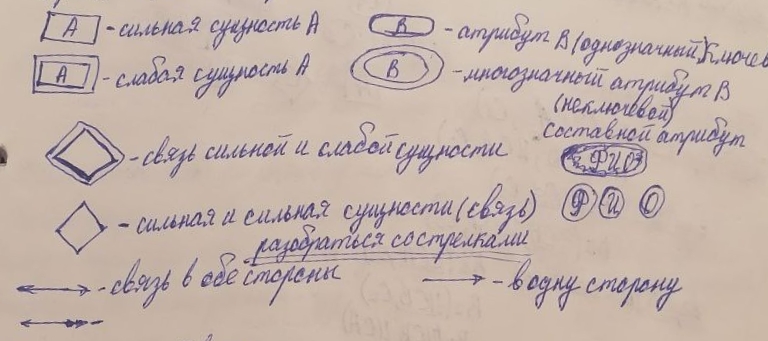 A - сильная сущность A
B - атрибут B (однозначный, ключев
A - слабая сущность A
B - многозначный атрибут B
(неключевой)
составной атрибут
- связь сильной и слабой сущности
ФИО
- сильная и сильная сущности (связь)
Ф И О
разобраться со стрелками
- связь в обе стороны
- в одну сторону